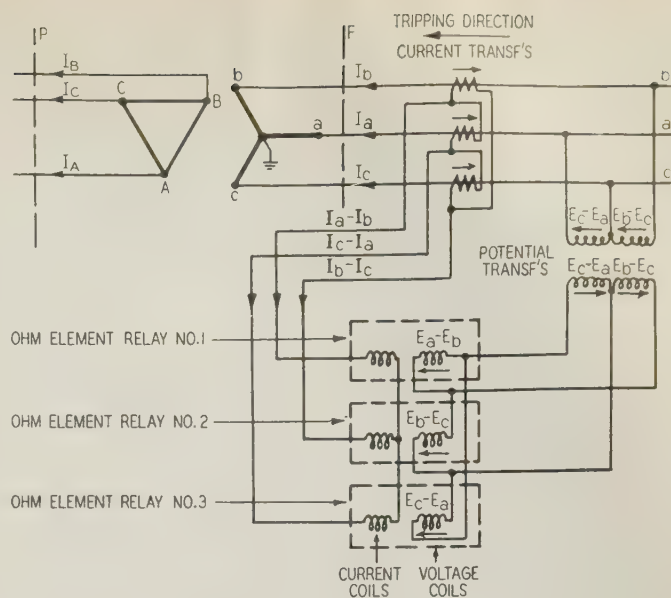 P
F
TRIPPING DIRECTION
CURRENT TRANSF'S
I_B
I_C
I_A
C
B
A
b
a
c
I_b
I_a
I_c
b
a
c
I_a-I_b
I_c-I_a
I_b-I_c
E_c-E_a
E_b-E_c
POTENTIAL
TRANSF'S
E_c-E_a
E_b-E_c
OHM ELEMENT RELAY NO.1
E_a-E_b
OHM ELEMENT RELAY NO.2
E_b-E_c
OHM ELEMENT RELAY NO.3
E_c-E_a
CURRENT
COILS
VOLTAGE
COILS